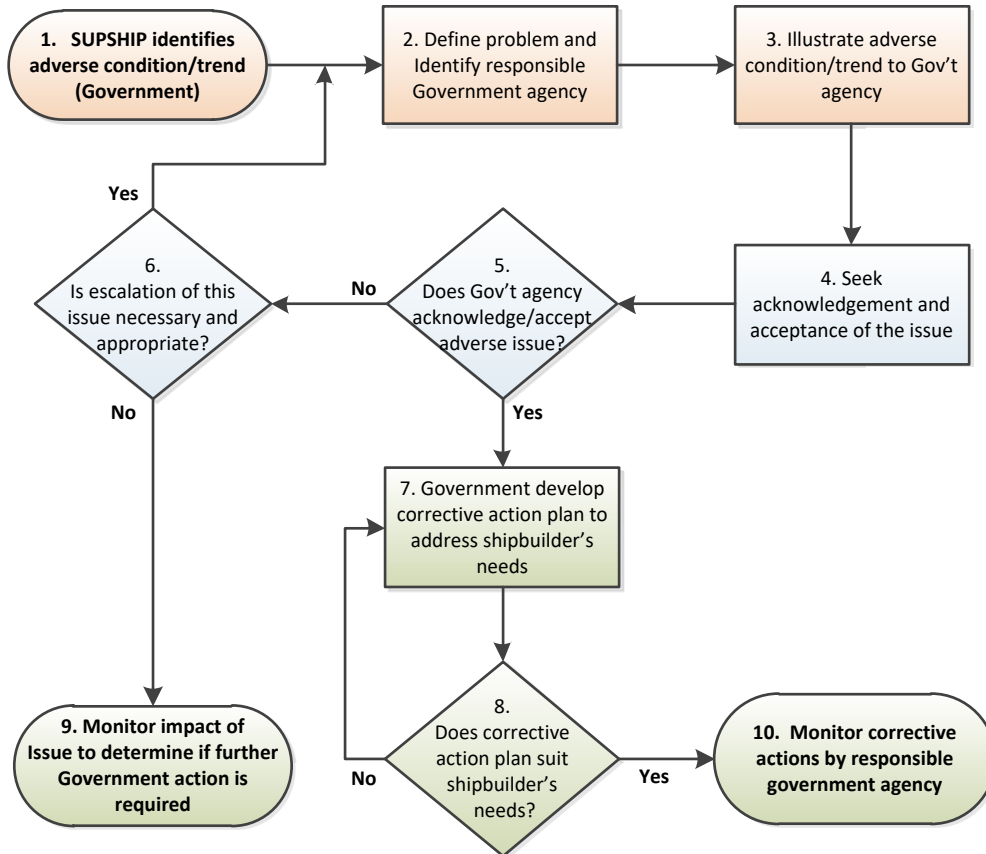 1. SUPSHIP identifies
adverse condition/trend
(Government)
2. Define problem and
Identify responsible
Government agency
3. Illustrate adverse
condition/trend to Gov't
agency
Yes
6.
Is escalation of this
issue necessary and
appropriate?
No
5.
Does Gov't agency
acknowledge/accept
adverse issue?
4. Seek
acknowledgement and
acceptance of the issue
No
Yes
7. Government develop
corrective action plan to
address shipbuilder's
needs
9. Monitor impact of
Issue to determine if further
Government action is
required
8.
Does corrective
action plan suit
shipbuilder's
needs?
No
Yes
10. Monitor corrective
actions by responsible
government agency